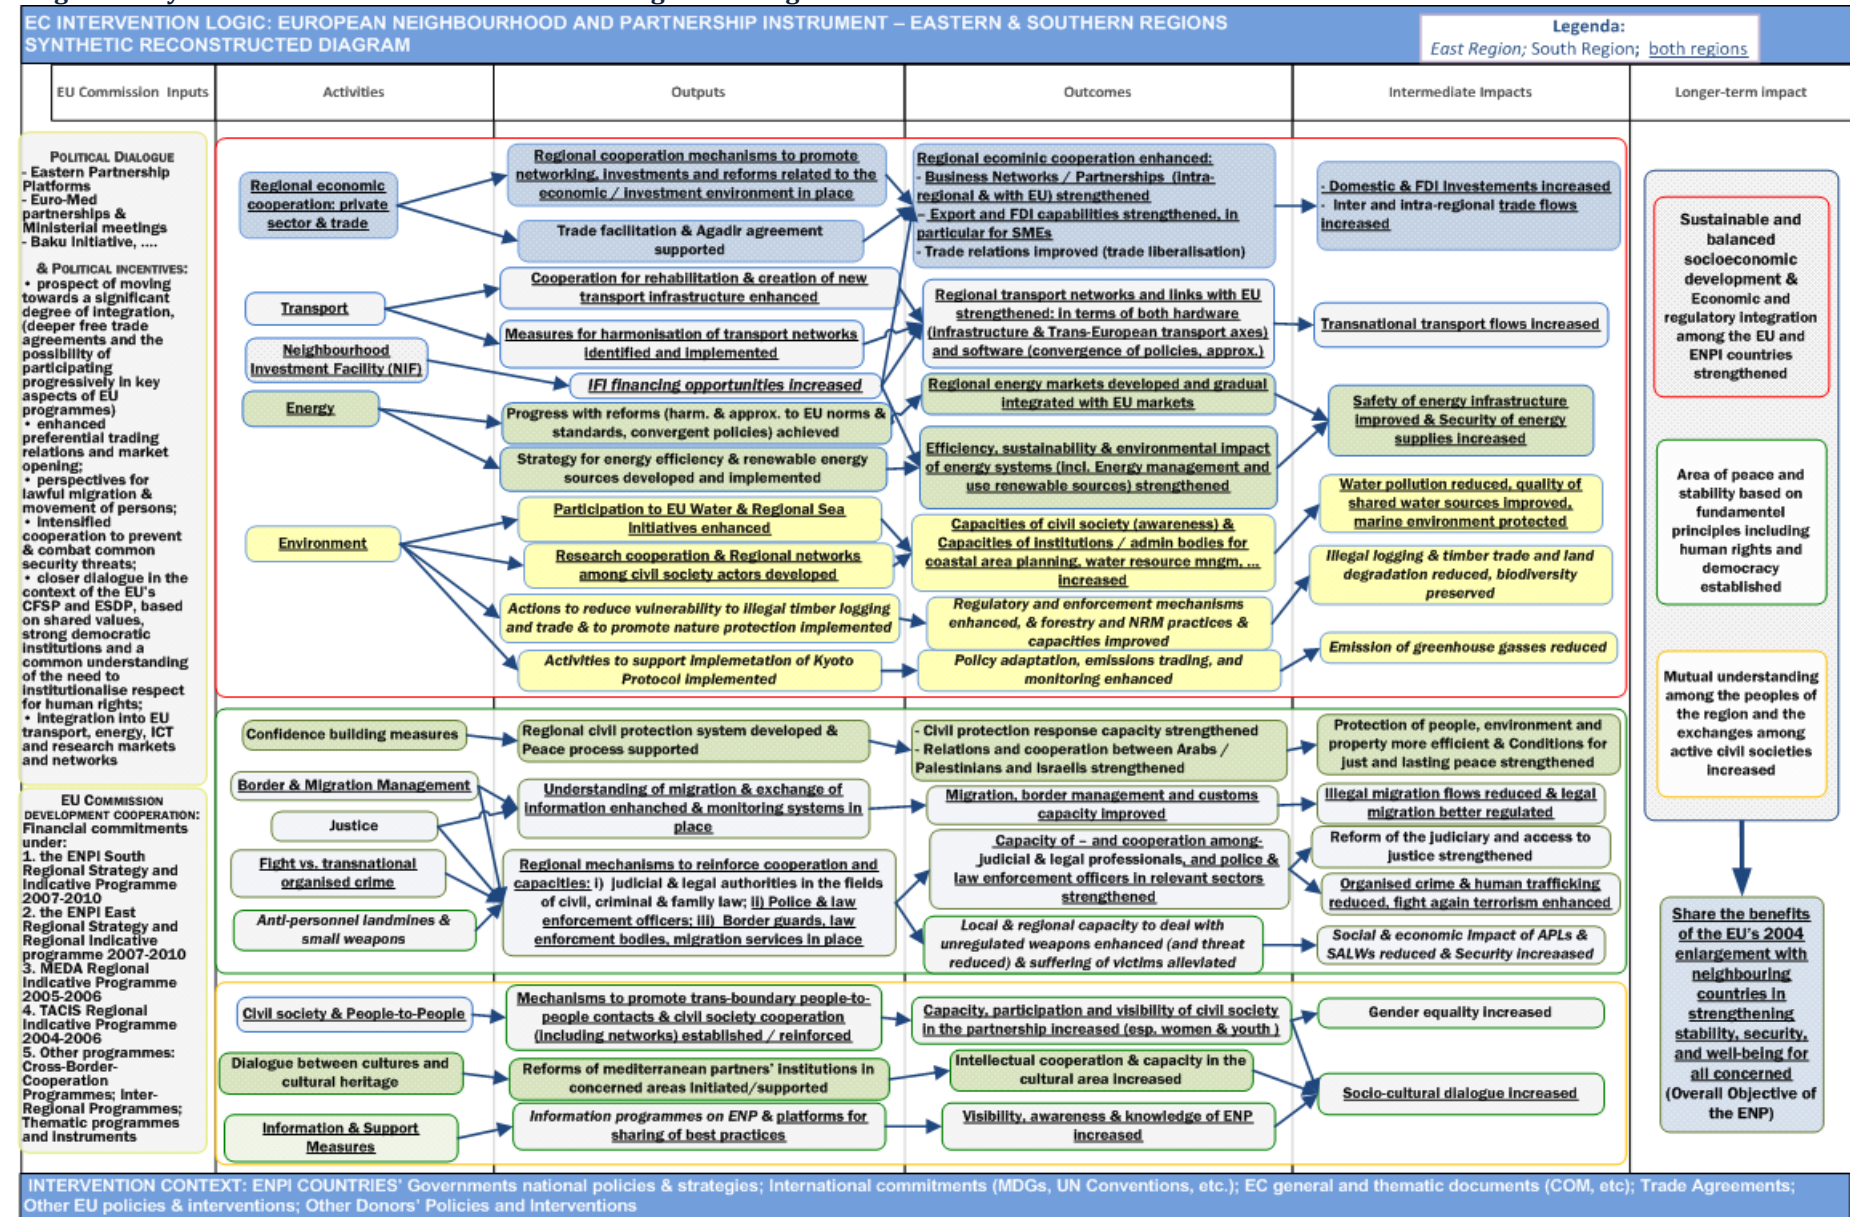 EC INTERVENTION LOGIC: EUROPEAN NEIGHBOURHOOD AND PARTNERSHIP INSTRUMENT – EASTERN & SOUTHERN REGIONS
SYNTHETIC RECONSTRUCTED DIAGRAM
Legenda:
East Region; South Region; both regions
EU Commission Inputs
Activities
Outputs
Outcomes
Intermediate Impacts
Longer-term impact
POLITICAL DIALOGUE
- Eastern Partnership
Platforms
- Euro-Med
partnerships &
Ministerial meetings
- Baku Initiative, ....
& POLITICAL INCENTIVES:
• prospect of moving
towards a significant
degree of integration,
(deeper free trade
agreements and the
possibility of
participating
progressively in key
aspects of EU
programmes)
• enhanced
preferential trading
relations and market
opening;
• perspectives for
lawful migration &
movement of persons;
• intensified
cooperation to prevent
& combat common
security threats;
• closer dialogue in the
context of the EU's
CFSP and ESDP, based
on shared values,
strong democratic
institutions and a
common understanding
of the need to
institutionalise respect
for human rights;
• integration into EU
transport, energy, ICT
and research markets
and networks
EU COMMISSION
DEVELOPMENT COOPERATION:
Financial commitments
under:
1. the ENPI South
Regional Strategy and
Indicative Programme
2007-2010
2. the ENPI East
Regional Strategy and
Regional Indicative
programme 2007-2010
3. MEDA Regional
Indicative Programme
2005-2006
4. TACIS Regional
Indicative Programme
2004-2006
5. Other programmes:
Cross-Border-
Cooperation
Programmes; Inter-
Regional Programmes;
Thematic programmes
and Instruments
Regional economic
cooperation: private
sector & trade
Transport
Neighbourhood
Investment Facility (NIF)
Energy
Environment
Regional cooperation mechanisms to promote
networking, investments and reforms related to the
economic / investment environment in place
Trade facilitation & Agadir agreement
supported
Cooperation for rehabilitation & creation of new
transport infrastructure enhanced
Measures for harmonisation of transport networks
identified and implemented
IFI financing opportunities increased
Progress with reforms (harm. & approx. to EU norms &
standards, convergent policies) achieved
Strategy for energy efficiency & renewable energy
sources developed and implemented
Participation to EU Water & Regional Sea
Initiatives enhanced
Research cooperation & Regional networks
among civil society actors developed
Actions to reduce vulnerability to illegal timber logging
and trade & to promote nature protection implemented
Activities to support Implemetation of Kyoto
Protocol implemented
Regional ecominic cooperation enhanced:
- Business Networks / Partnerships (intra-
regional & with EU) strengthened
– Export and FDI capabilities strengthened, in
particular for SMEs
- Trade relations improved (trade liberalisation)
Regional transport networks and links with EU
strengthened: in terms of both hardware
(infrastructure & Trans-European transport axes)
and software (convergence of policies, approx.)
Regional energy markets developed and gradual
integrated with EU markets
Efficiency, sustainability & environmental impact
of energy systems (incl. Energy management and
use renewable sources) strengthened
Capacities of civil society (awareness) &
Capacities of institutions / admin bodies for
coastal area planning, water resource mngm, ...
increased
Regulatory and enforcement mechanisms
enhanced, & forestry and NRM practices &
capacities improved
Policy adaptation, emissions trading, and
monitoring enhanced
- Domestic & FDI Investements increased
- Inter and intra-regional trade flows
increased
Transnational transport flows increased
Safety of energy infrastructure
improved & Security of energy
supplies increased
Water pollution reduced, quality of
shared water sources improved,
marine environment protected
Illegal logging & timber trade and land
degradation reduced, biodiversity
preserved
Emission of greenhouse gasses reduced
Confidence building measures
Border & Migration Management
Justice
Fight vs. transnational
organised crime
Anti-personnel landmines &
small weapons
Regional civil protection system developed &
Peace process supported
Understanding of migration & exchange of
information enhanched & monitoring systems in
place
Regional mechanisms to reinforce cooperation and
capacities: i) judicial & legal authorities in the fields
of civil, criminal & family law; ii) Police & law
enforcement officers; iii) Border guards, law
enforcment bodies, migration services in place
- Civil protection response capacity strengthened
- Relations and cooperation between Arabs /
Palestinians and Israelis strengthened
Migration, border management and customs
capacity improved
Capacity of – and cooperation among-
judicial & legal professionals, and police &
law enforcement officers in relevant sectors
strengthened
Local & regional capacity to deal with
unregulated weapons enhanced (and threat
reduced) & suffering of victims alleviated
Protection of people, environment and
property more efficient & Conditions for
just and lasting peace strengthened
Illegal migration flows reduced & legal
migration better regulated
Reform of the judiciary and access to
justice strengthened
Organised crime & human trafficking
reduced, fight again terrorism enhanced
Social & economic Impact of APLs &
SALWs reduced & Security increaased
Civil society & People-to-People
Dialogue between cultures and
cultural heritage
Information & Support
Measures
Mechanisms to promote trans-boundary people-to-
people contacts & civil society cooperation
(including networks) established / reinforced
Reforms of mediterranean partners' institutions in
concerned areas initiated/supported
Information programmes on ENP & platforms for
sharing of best practices
Capacity, participation and visibility of civil society
in the partnership increased (esp. women & youth )
Intellectual cooperation & capacity in the
cultural area increased
Visibility, awareness & knowledge of ENP
increased
Gender equality increased
Socio-cultural dialogue increased
Sustainable and
balanced
socioeconomic
development &
Economic and
regulatory integration
among the EU and
ENPI countries
strengthened
Area of peace and
stability based on
fundamentel
principles including
human rights and
democracy
established
Mutual understanding
among the peoples of
the region and the
exchanges among
active civil societies
increased
Share the benefits
of the EU's 2004
enlargement with
neighbouring
countries in
strengthening
stability, security,
and well-being for
all concerned
(Overall Objective of
the ENP)
INTERVENTION CONTEXT: ENPI COUNTRIES' Governments national policies & strategies; International commitments (MDGs, UN Conventions, etc.); EC general and thematic documents (COM, etc); Trade Agreements;
Other EU policies & interventions; Other Donors' Policies and Interventions